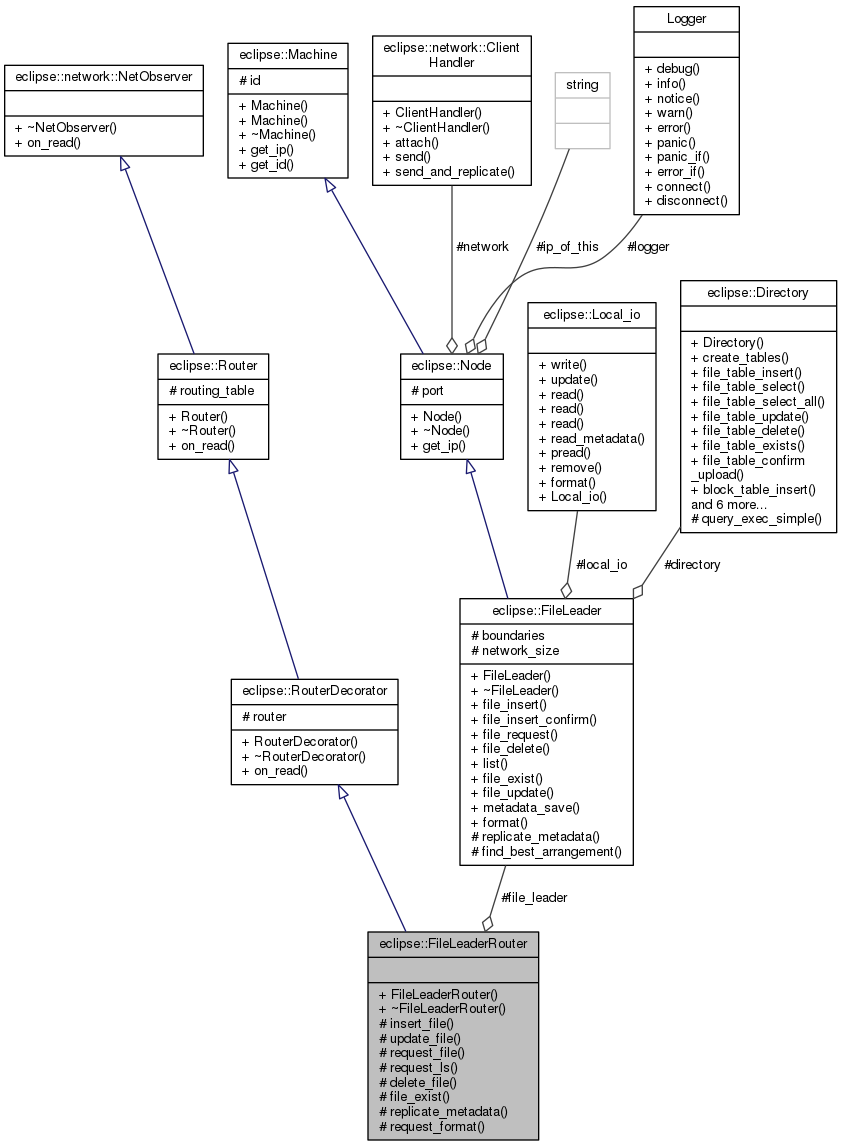 Logger
+ debug()
+ info()
+ notice()
+ warn()
+ error()
+ panic()
+ panic_if()
+ error_if()
+ connect()
+ disconnect()
eclipse::network::Client
Handler
+ ClientHandler()
+ ~ClientHandler()
+ attach()
+ send()
+ send_and_replicate()
eclipse::Machine
# id
+ Machine()
+ Machine()
+ ~Machine()
+ get_ip()
+ get_id()
eclipse::network::NetObserver
+ ~NetObserver()
+ on_read()
string
#network
#ip_of_this
#logger
eclipse::Directory
+ Directory()
+ create_tables()
+ file_table_insert()
+ file_table_select()
+ file_table_select_all()
+ file_table_update()
+ file_table_delete()
+ file_table_exists()
+ file_table_confirm
_upload()
+ block_table_insert()
and 6 more...
# query_exec_simple()
eclipse::Local_io
+ write()
+ update()
+ read()
+ read()
+ read()
+ read_metadata()
+ pread()
+ remove()
+ format()
+ Local_io()
eclipse::Router
# routing_table
+ Router()
+ ~Router()
+ on_read()
eclipse::Node
# port
+ Node()
+ ~Node()
+ get_ip()
#local_io
#directory
eclipse::FileLeader
# boundaries
# network_size
+ FileLeader()
+ ~FileLeader()
+ file_insert()
+ file_insert_confirm()
+ file_request()
+ file_delete()
+ list()
+ file_exist()
+ file_update()
+ metadata_save()
+ format()
# replicate_metadata()
# find_best_arrangement()
eclipse::RouterDecorator
# router
+ RouterDecorator()
+ ~RouterDecorator()
+ on_read()
#file_leader
eclipse::FileLeaderRouter
+ FileLeaderRouter()
+ ~FileLeaderRouter()
# insert_file()
# update_file()
# request_file()
# request_ls()
# delete_file()
# file_exist()
# replicate_metadata()
# request_format()